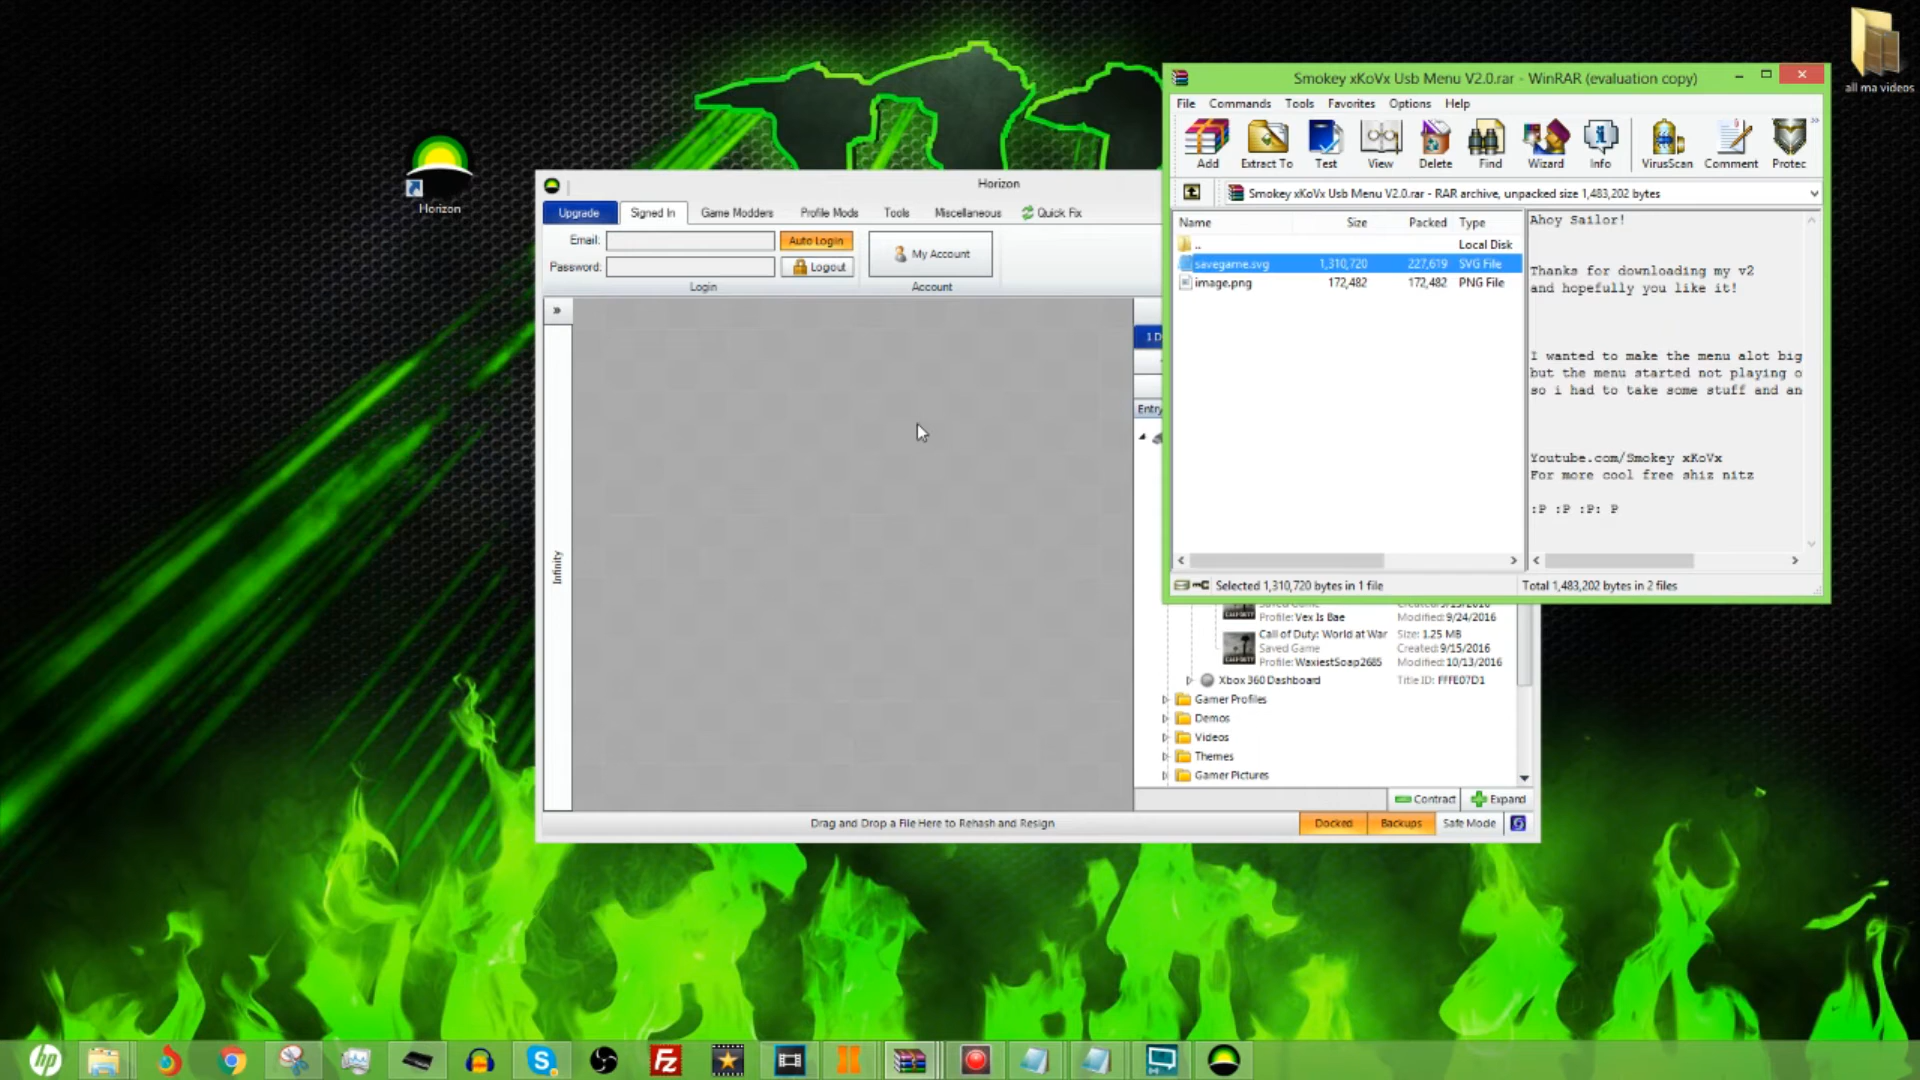 all ma videos
Horizon
Smokey xKoVx Usb Menu V2.0.rar - WinRAR (evaluation copy)
File Commands Tools Favorites Options Help
Add Extract To Test View Delete Find Wizard Info VirusScan Comment Protec
Smokey xKoVx Usb Menu V2.0.rar - RAR archive, unpacked size 1,483,202 bytes
Name Size Packed Type
.. Local Disk
savegame.svg 1,310,720 227,619 SVG File
image.png 172,482 172,482 PNG File
Ahoy Sailor!
Thanks for downloading my v2
and hopefully you like it!
I wanted to make the menu alot big
but the menu started not playing o
so i had to take some stuff and an
Youtube.com/Smokey xKoVx
For more cool free shiz nitz
:P :P :P: P
Selected 1,310,720 bytes in 1 file
Total 1,483,202 bytes in 2 files
Horizon
Upgrade Signed In Game Modders Profile Mods Tools Miscellaneous Quick Fix
Email: Auto Login
Password: Logout
My Account
Login Account
»
Infinity
1 D
Entry
Profile: Vex Is Bae Modified: 9/24/2016
Call of Duty: World at War Size: 1.25 MB
Saved Game Created: 9/15/2016
Profile: WaxiestSoap2685 Modified: 10/13/2016
Xbox 360 Dashboard Title ID: FFFE07D1
Gamer Profiles
Demos
Videos
Themes
Gamer Pictures
Contract Expand
Drag and Drop a File Here to Rehash and Resign
Docked Backups Safe Mode
hp
Fz